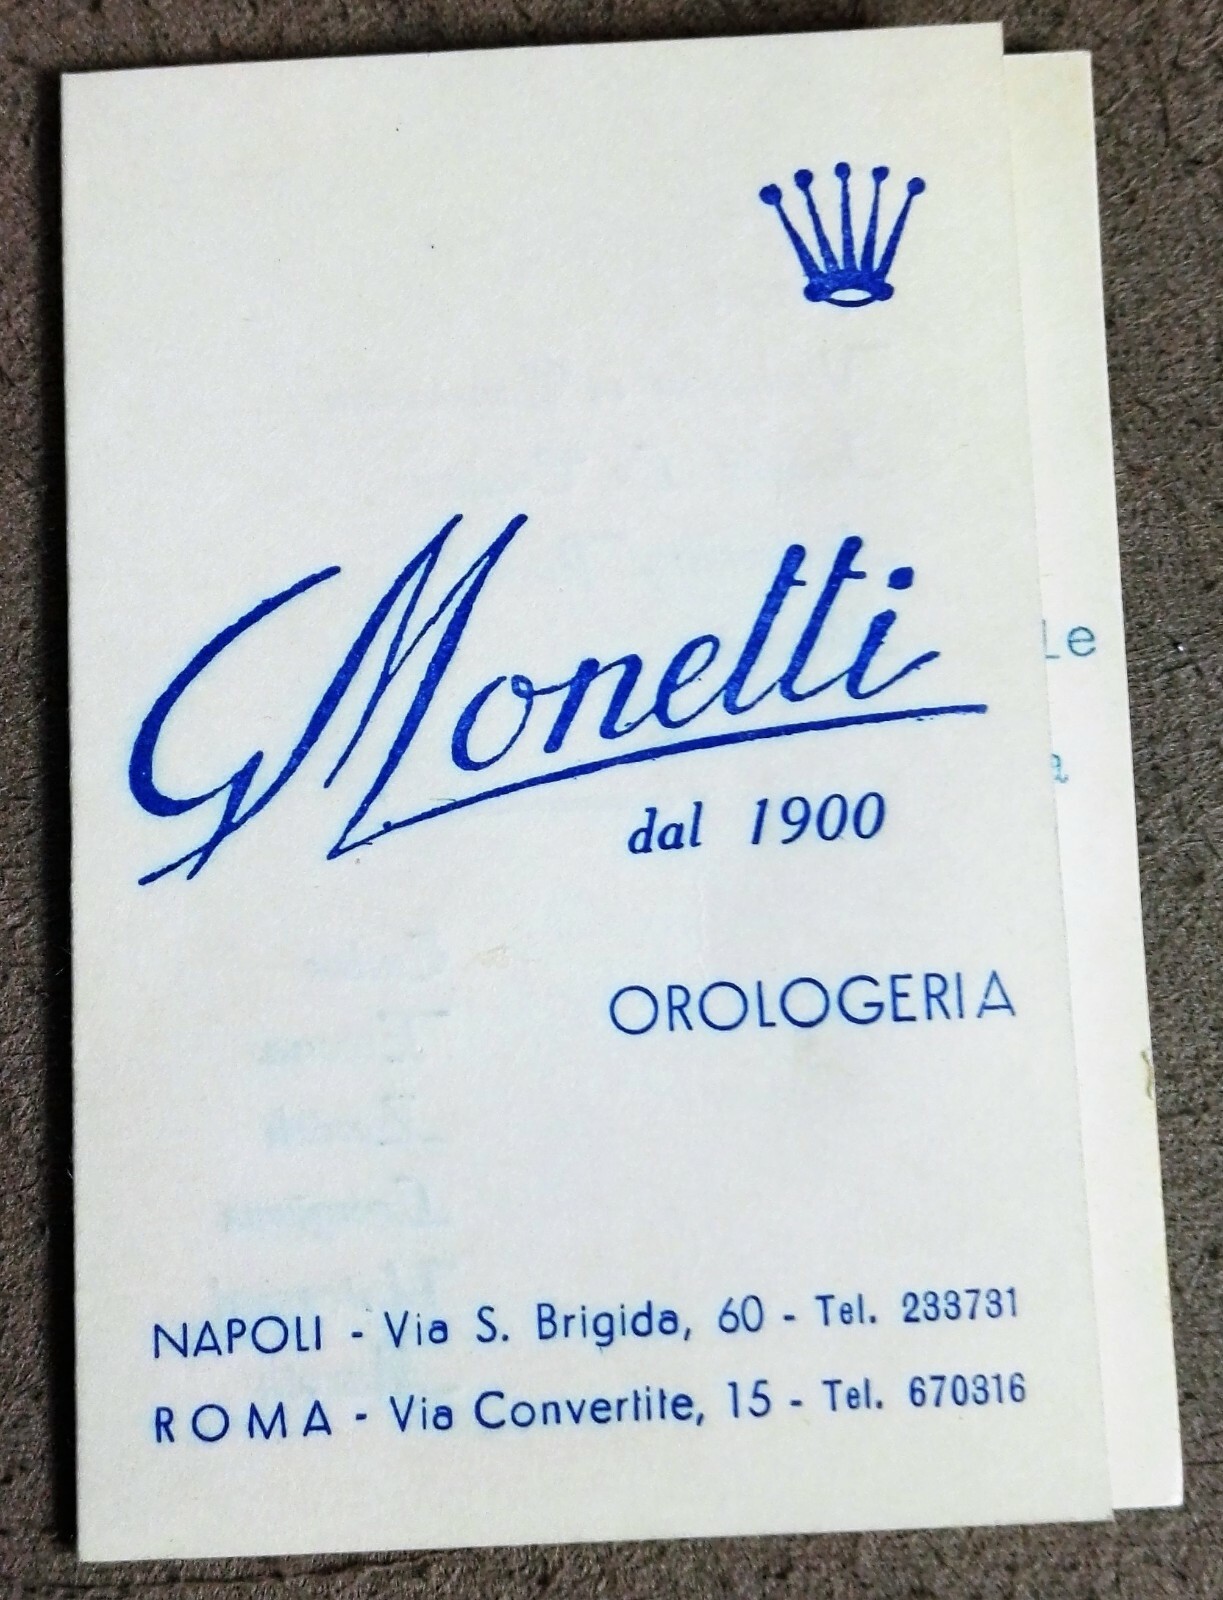 G Monetti
dal 1900
OROLOGERIA
NAPOLI - Via S. Brigida, 60 - Tel. 233731
ROMA - Via Convertite, 15 - Tel. 670316